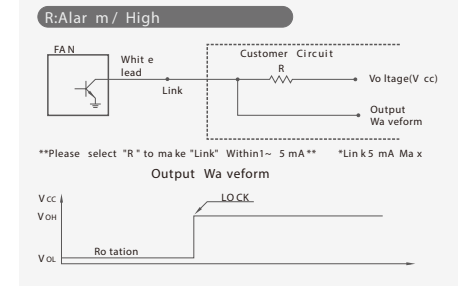 R:Alar m / High
FA N
Whit e
lead
Link
Customer Circuit
R
Vo ltage(V cc)
Output
Wa veform
**Please select "R " to ma ke "Link" Within1~ 5 mA** *Lin k 5 mA Ma x
Output Wa veform
V CC
LO CK
V OH
Ro tation
V OL